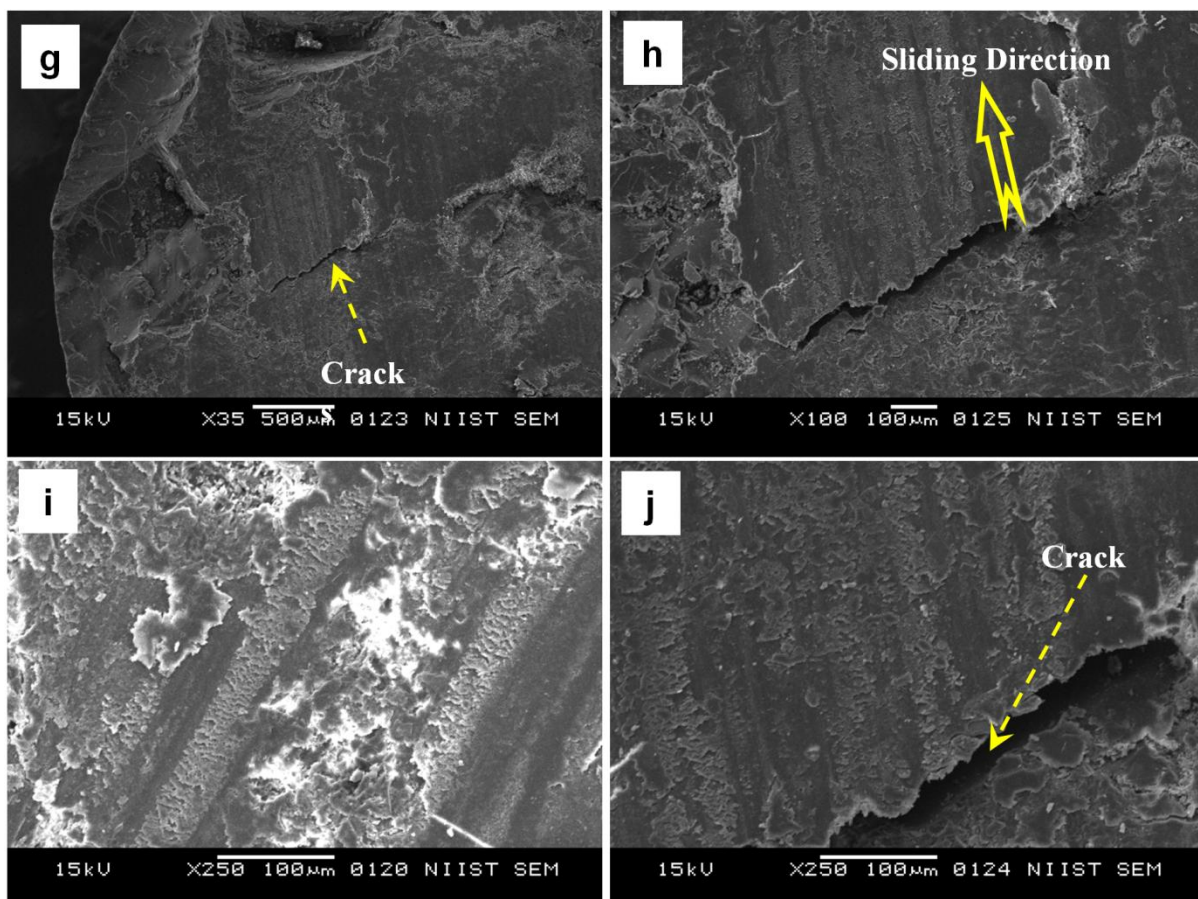 g
Crack
s
15kV X35 500μm 0123 NIIST SEM
h
Sliding Direction
15kV X100 100μm 0125 NIIST SEM
i
15kV X250 100μm 0120 NIIST SEM
j
Crack
15kV X250 100μm 0124 NIIST SEM